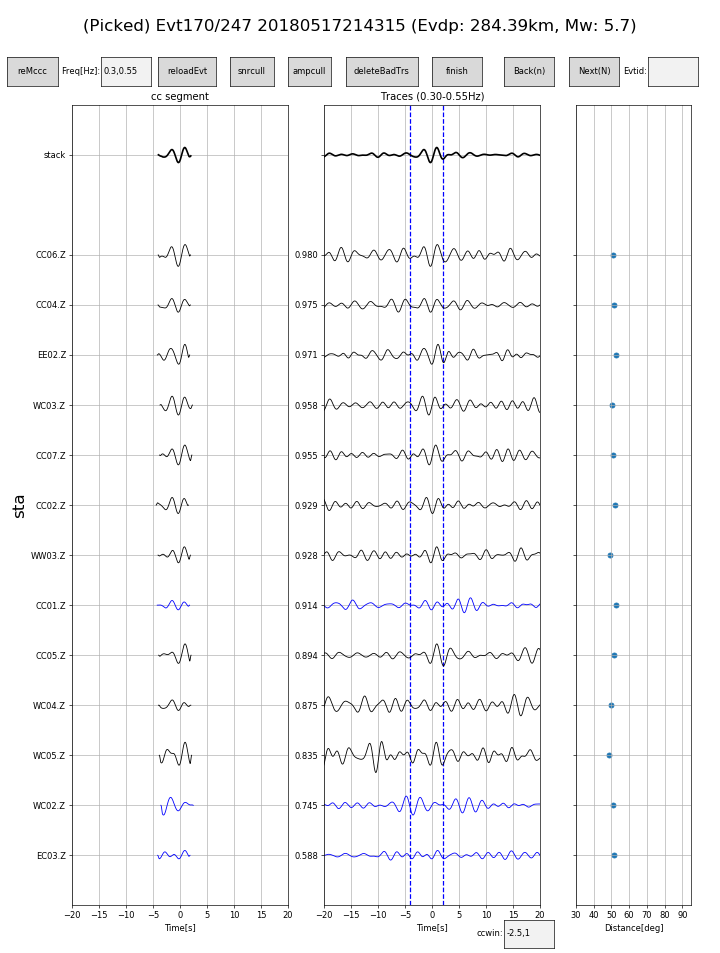 (Picked) Evt170/247 20180517214315 (Evdp: 284.39km, Mw: 5.7)
reMccc Freq[Hz]: 0.3,0.55 reloadEvt snrcull ampcull deleteBadTrs finish Back(n) Next(N) Evtid:
cc segment Traces (0.30-0.55Hz)
stack
CC06.Z 0.980
CC04.Z 0.975
EE02.Z 0.971
WC03.Z 0.958
CC07.Z 0.955
CC02.Z 0.929
sta
WW03.Z 0.928
CC01.Z 0.914
CC05.Z 0.894
WC04.Z 0.875
WC05.Z 0.835
WC02.Z 0.745
EC03.Z 0.588
−20 −15 −10 −5 0 5 10 15 20 −20 −15 −10 −5 0 5 10 15 20 30 40 50 60 70 80 90
Time[s] Time[s] Distance[deg]
ccwin: -2.5,1